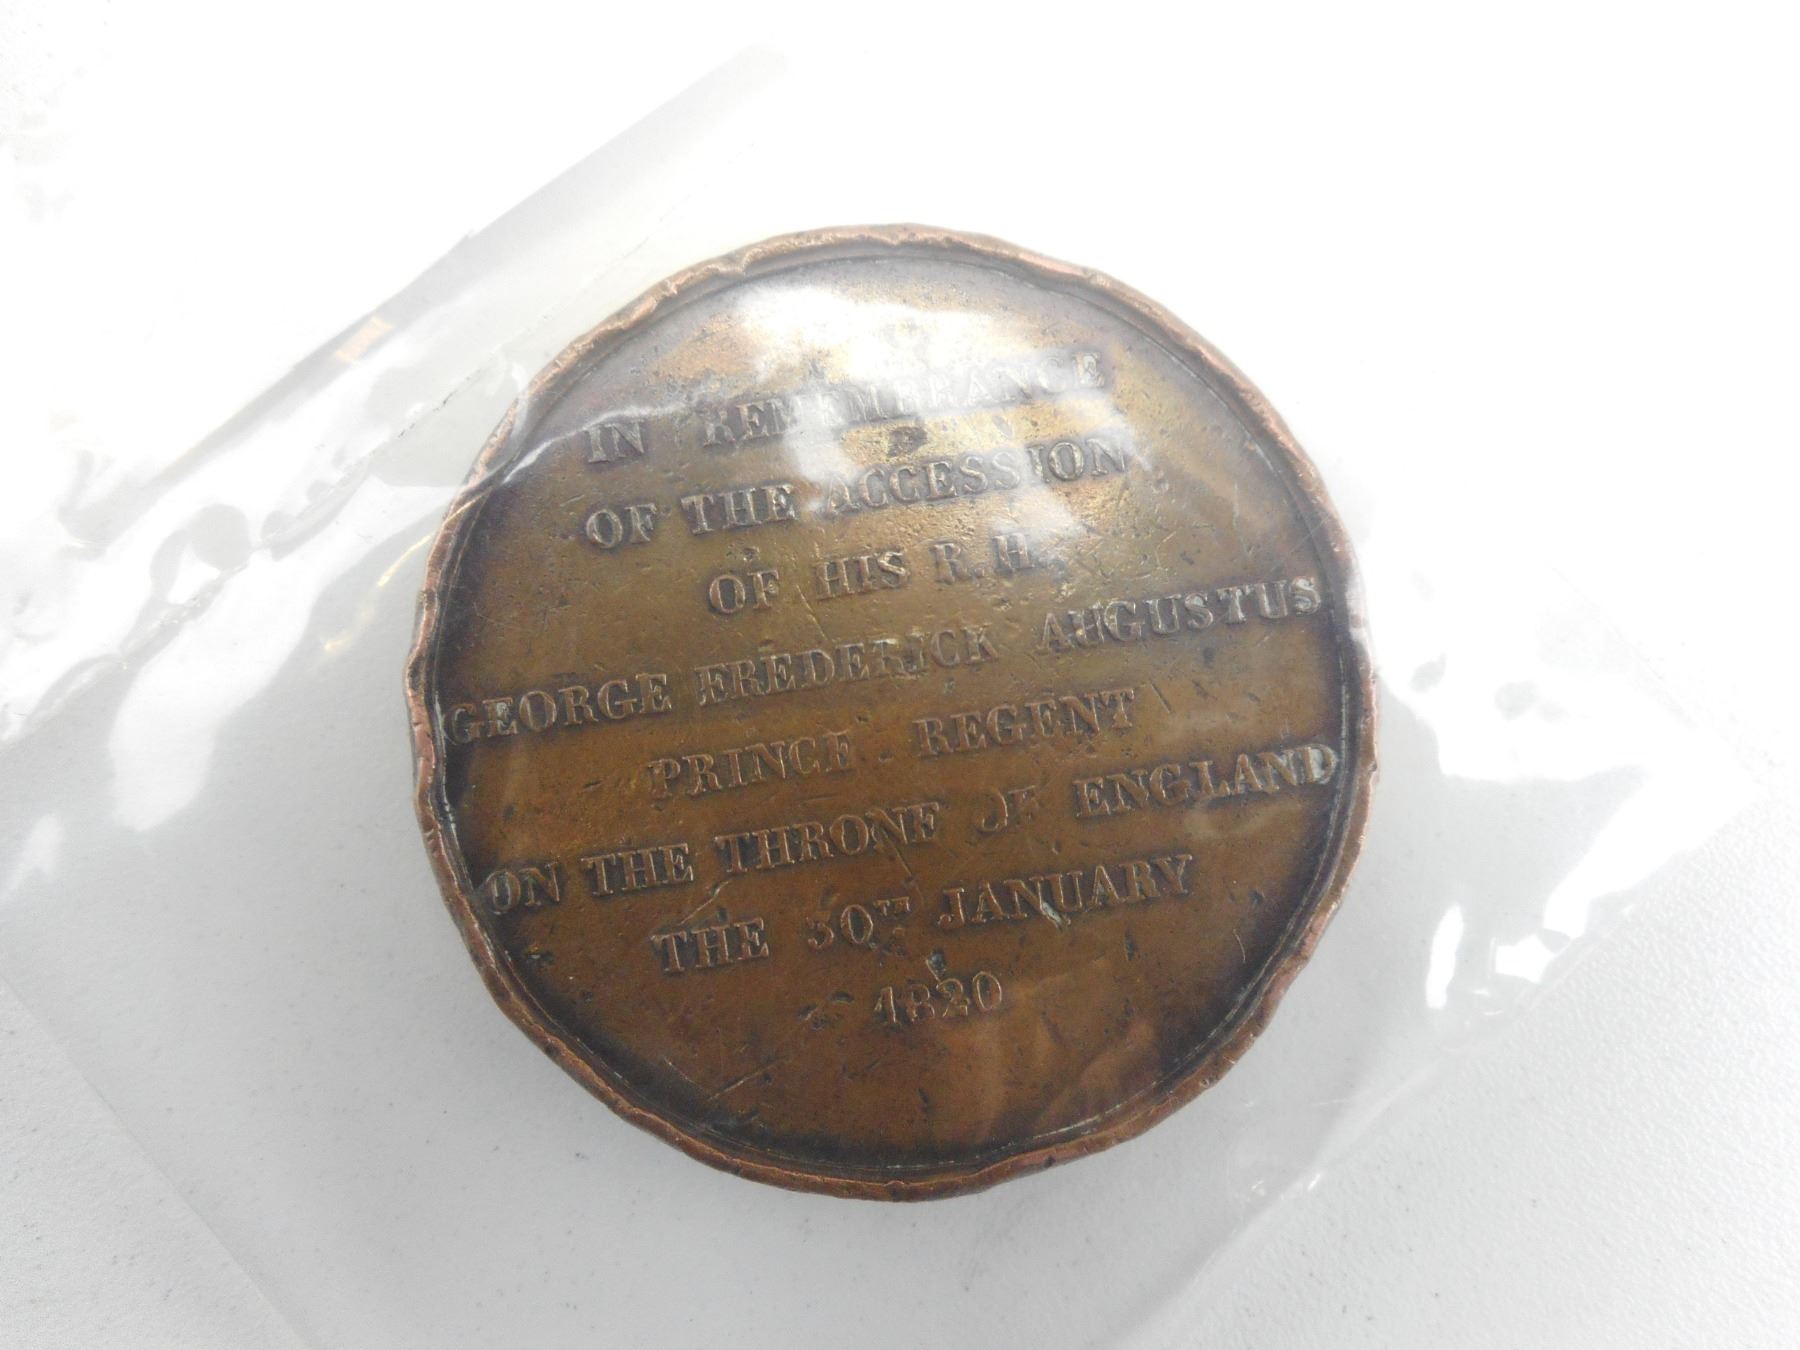 IN REMEMBRANCE
OF THE ACCESSION
OF HIS R. H.
GEORGE FREDERICK AUGUSTUS
PRINCE REGENT
ON THE THRONE OF ENGLAND
THE 30TH JANUARY
1820